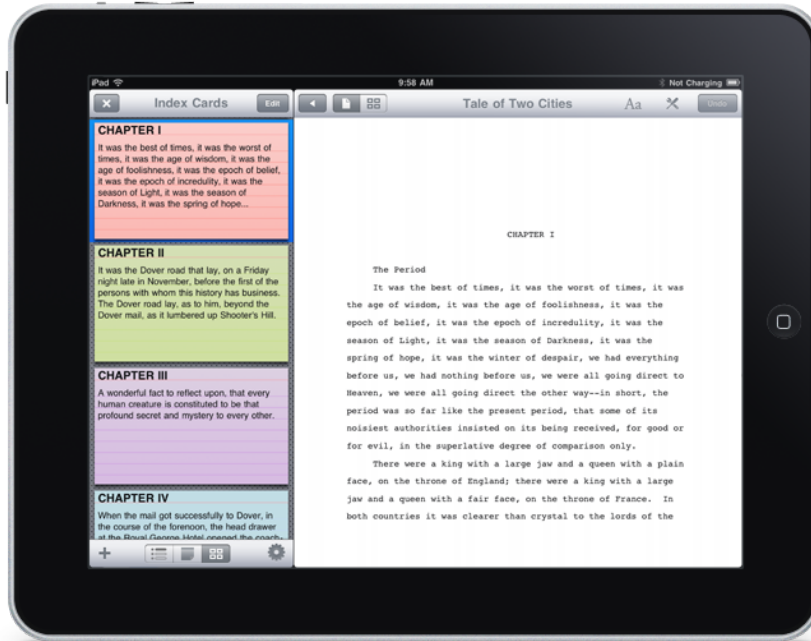 iPad
9:58 AM
Not Charging
Index Cards
Edit
Tale of Two Cities
Aa
Undo
CHAPTER I
It was the best of times, it was the worst of
times, it was the age of wisdom, it was the
age of foolishness, it was the epoch of belief,
it was the epoch of incredulity, it was the
season of Light, it was the season of
Darkness, it was the spring of hope...
CHAPTER II
It was the Dover road that lay, on a Friday
night late in November, before the first of the
persons with whom this history has business.
The Dover road lay, as to him, beyond the
Dover mail, as it lumbered up Shooter's Hill.
CHAPTER III
A wonderful fact to reflect upon, that every
human creature is constituted to be that
profound secret and mystery to every other.
CHAPTER IV
When the mail got successfully to Dover, in
the course of the forenoon, the head drawer
at the Royal George Hotel opened the coach-
CHAPTER I
The Period
It was the best of times, it was the worst of times, it was
the age of wisdom, it was the age of foolishness, it was the
epoch of belief, it was the epoch of incredulity, it was the
season of Light, it was the season of Darkness, it was the
spring of hope, it was the winter of despair, we had everything
before us, we had nothing before us, we were all going direct to
Heaven, we were all going direct the other way--in short, the
period was so far like the present period, that some of its
noisiest authorities insisted on its being received, for good or
for evil, in the superlative degree of comparison only.
There were a king with a large jaw and a queen with a plain
face, on the throne of England; there were a king with a large
jaw and a queen with a fair face, on the throne of France. In
both countries it was clearer than crystal to the lords of the